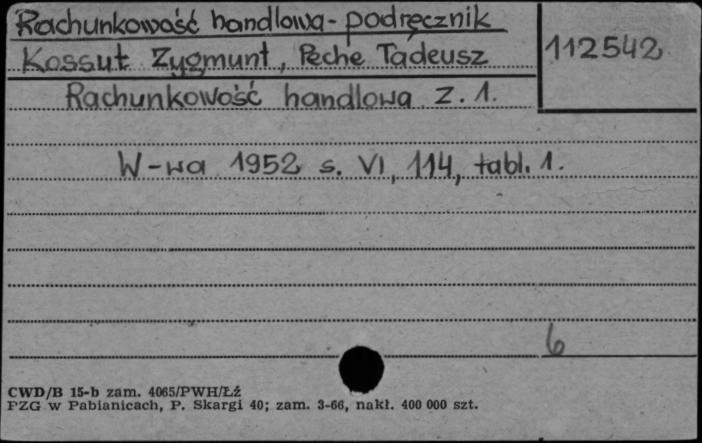 Rachunkowość handlowa - podręcznik
Kossut Zygmunt, Peche Tadeusz
112542
Rachunkowość handlowa Z. 1.
W-wa 1952 s. VI, 114, tabl. 1.
6
CWD/B 15-b zam. 4065/PWH/Łź
PZG w Pabianicach, P. Skargi 40; zam. 3-66, nakł. 400 000 szt.